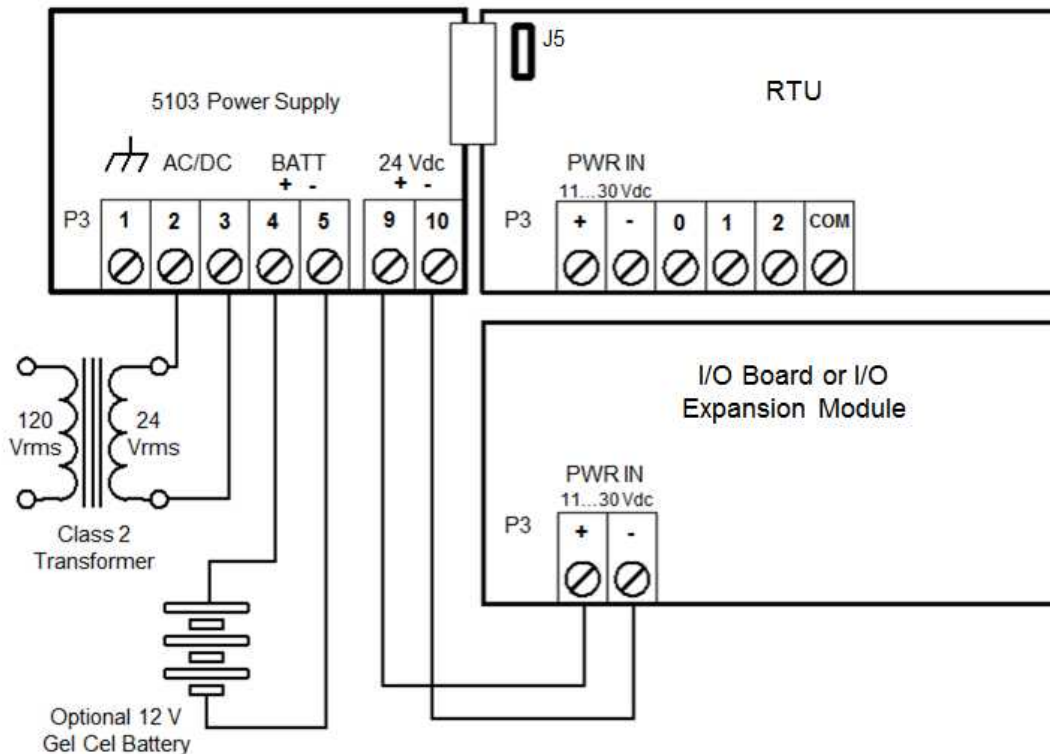 5103 Power Supply
AC/DC
BATT
+ -
24 Vdc
+ -
P3
1 2 3 4 5 9 10
J5
RTU
PWR IN
11...30 Vdc
P3
+ - 0 1 2 COM
120
Vrms
24
Vrms
Class 2
Transformer
Optional 12 V
Gel Cel Battery
I/O Board or I/O
Expansion Module
PWR IN
11...30 Vdc
P3
+ -